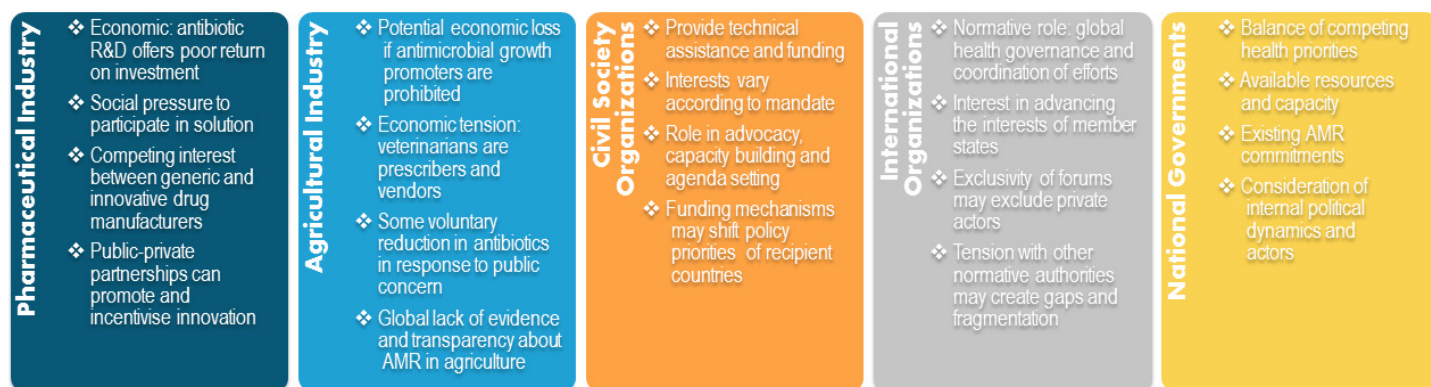 Pharmaceutical Industry
❖ Economic: antibiotic
R&D offers poor return
on investment
❖ Social pressure to
participate in solution
❖ Competing interest
between generic and
innovative drug
manufacturers
❖ Public-private
partnerships can
promote and
incentivise innovation
Agricultural Industry
❖ Potential economic loss
if antimicrobial growth
promoters are
prohibited
❖ Economic tension:
veterinarians are
prescribers and
vendors
❖ Some voluntary
reduction in antibiotics
in response to public
concern
❖ Global lack of evidence
and transparency about
AMR in agriculture
Civil Society
Organizations
❖ Provide technical
assistance and funding
❖ Interests vary
according to mandate
❖ Role in advocacy,
capacity building and
agenda setting
❖ Funding mechanisms
may shift policy
priorities of recipient
countries
International
Organizations
❖ Normative role: global
health governance and
coordination of efforts
❖ Interest in advancing
the interests of member
states
❖ Exclusivity of forums
may exclude private
actors
❖ Tension with other
normative authorities
may create gaps and
fragmentation
National Governments
❖ Balance of competing
health priorities
❖ Available resources
and capacity
❖ Existing AMR
commitments
❖ Consideration of
internal political
dynamics and
actors